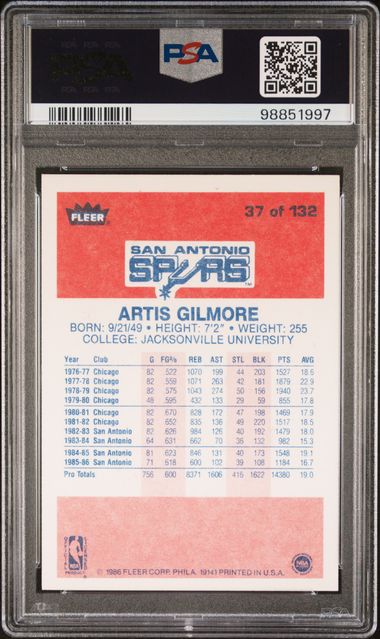 PSA
98851997
FLEER
37 of 132
SAN ANTONIO
SPURS
TM
ARTIS GILMORE
BORN: 9/21/49 • HEIGHT: 7'2" • WEIGHT: 255
COLLEGE: JACKSONVILLE UNIVERSITY
Year Club G FG% REB AST STL BLK PTS AVG
1976-77 Chicago 82 .522 1070 199 44 203 1527 18.6
1977-78 Chicago 82 .559 1071 263 42 181 1879 22.9
1978-79 Chicago 82 .575 1043 274 50 156 1940 23.7
1979-80 Chicago 48 .595 432 133 29 59 855 17.8
1980-81 Chicago 82 .670 828 172 47 198 1469 17.9
1981-82 Chicago 82 .652 835 136 49 220 1517 18.5
1982-83 San Antonio 82 .626 984 126 40 192 1479 18.0
1983-84 San Antonio 64 .631 662 70 36 132 982 15.3
1984-85 San Antonio 81 .623 846 131 40 173 1548 19.1
1985-86 San Antonio 71 .518 600 102 39 108 1184 16.7
Pro Totals 756 .600 8371 1606 416 1622 14380 19.0
© 1986 FLEER CORP. PHILA. 19141 PRINTED IN U.S.A.